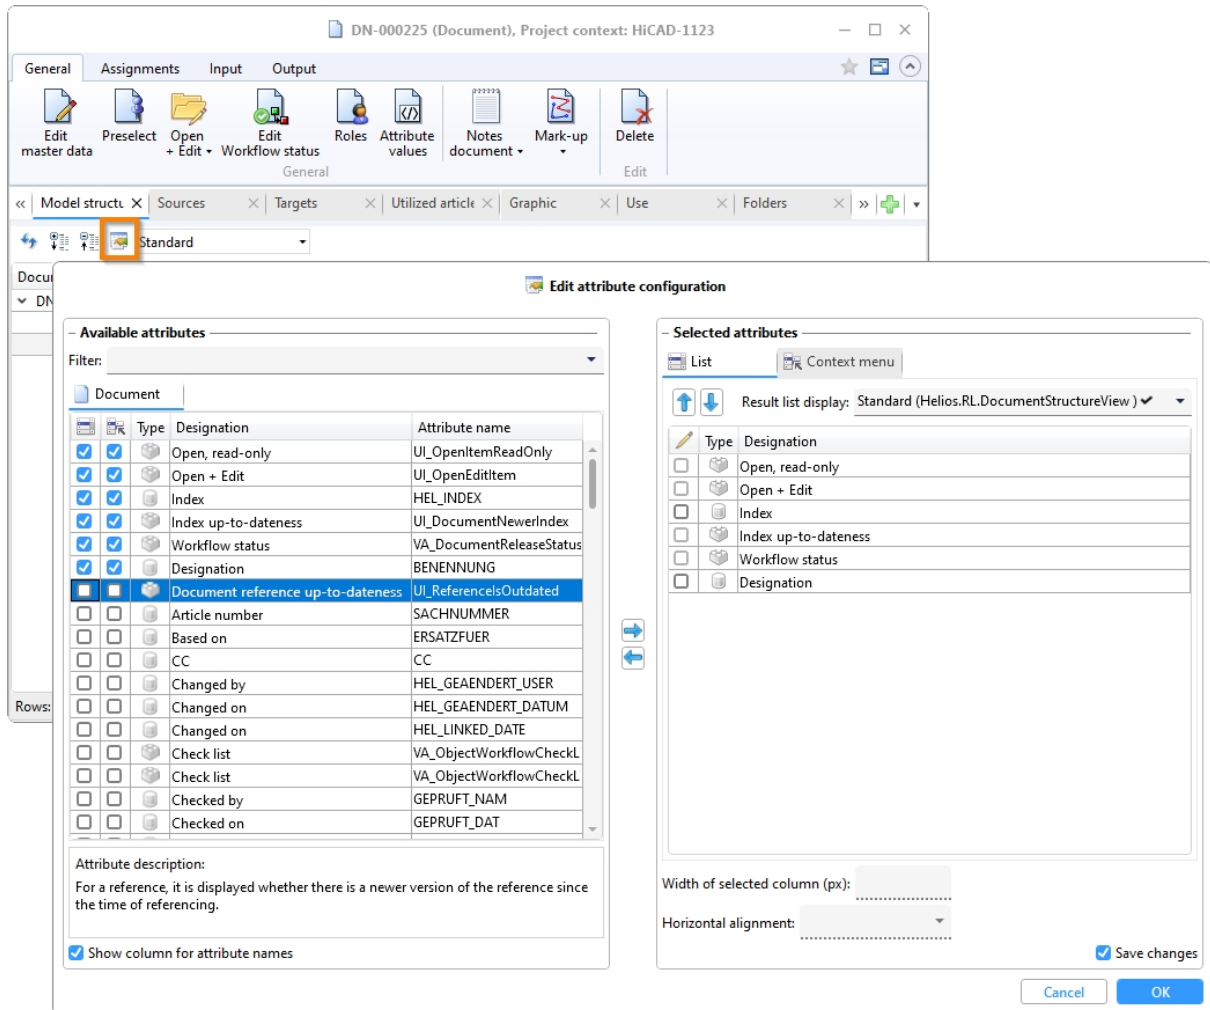 DN-000225 (Document), Project context: HiCAD-1123
General Assignments Input Output
Edit master data
Preselect
Open + Edit
Edit Workflow status
Roles
Attribute values
Notes document
Mark-up
Delete
General Edit
« Model structu Sources Targets Utilized article Graphic Use Folders »
Standard
Docu
DN
Rows:
Edit attribute configuration
Available attributes
Filter:
Document
Type Designation Attribute name
Open, read-only UI_OpenItemReadOnly
Open + Edit UI_OpenEditItem
Index HEL_INDEX
Index up-to-dateness UI_DocumentNewerIndex
Workflow status VA_DocumentReleaseStatus
Designation BENENNUNG
Document reference up-to-dateness UI_ReferenceIsOutdated
Article number SACHNUMMER
Based on ERSATZFUER
CC CC
Changed by HEL_GEAENDERT_USER
Changed on HEL_GEAENDERT_DATUM
Changed on HEL_LINKED_DATE
Check list VA_ObjectWorkflowCheckL
Check list VA_ObjectWorkflowCheckL
Checked by GEPRUFT_NAM
Checked on GEPRUFT_DAT
Attribute description:
For a reference, it is displayed whether there is a newer version of the reference since
the time of referencing.
Show column for attribute names
Selected attributes
List Context menu
Result list display: Standard (Helios.RL.DocumentStructureView )
Type Designation
Open, read-only
Open + Edit
Index
Index up-to-dateness
Workflow status
Designation
Width of selected column (px):
Horizontal alignment:
Save changes
Cancel OK